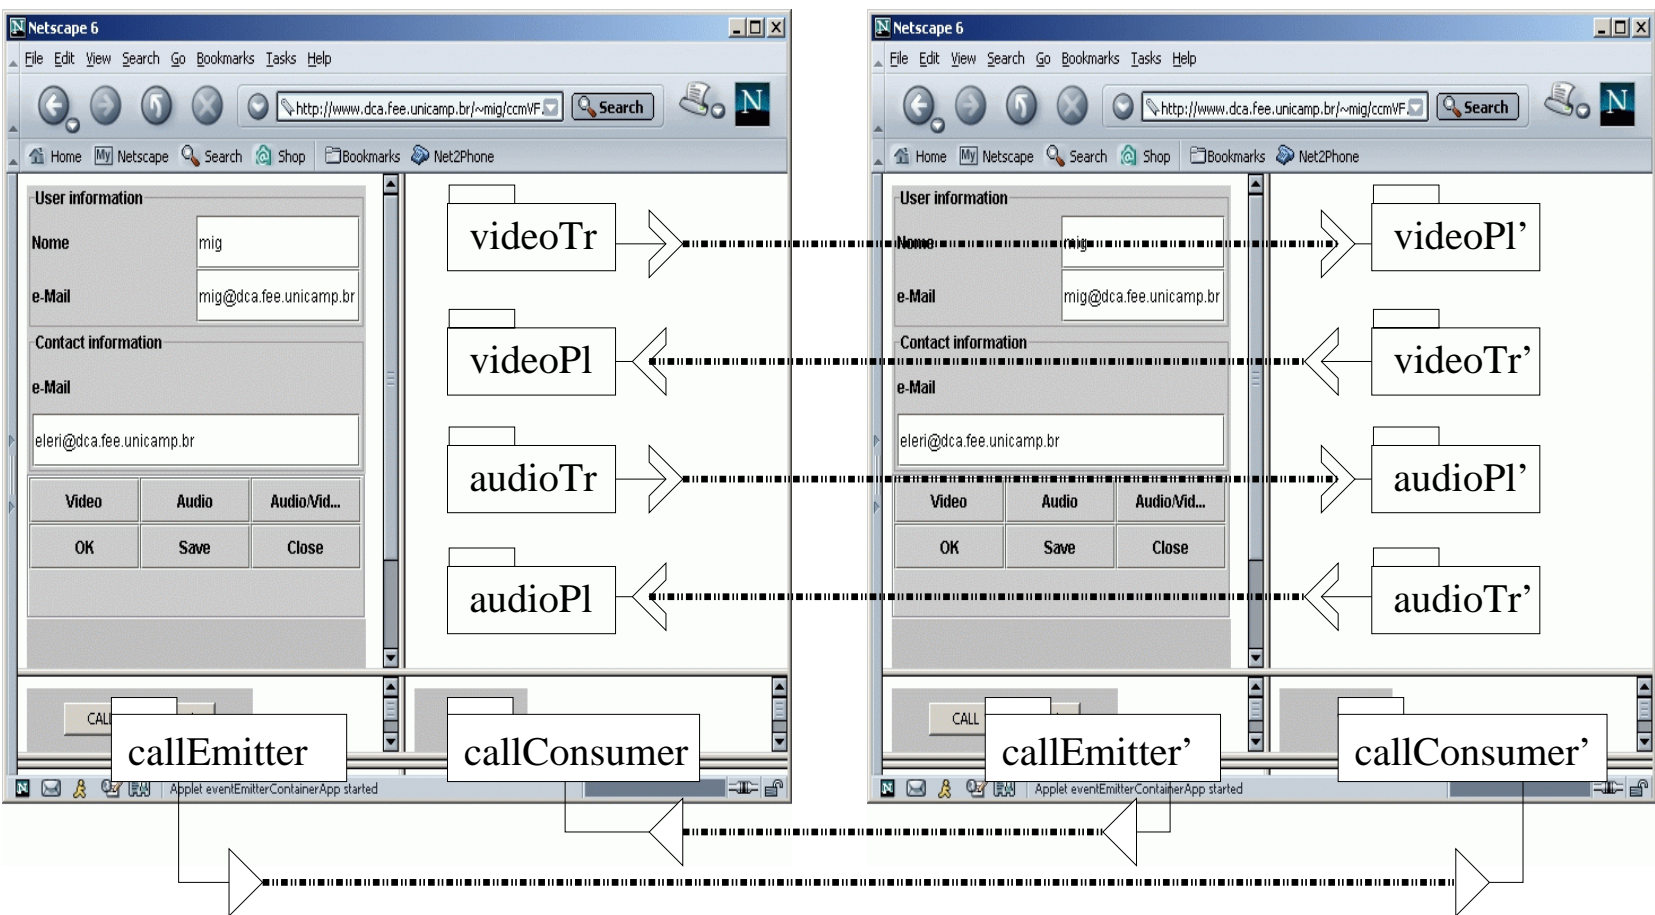 Netscape 6
File Edit View Search Go Bookmarks Tasks Help
http://www.dca.fee.unicamp.br/~mig/ccmVF. Search N
Home My Netscape Search Shop Bookmarks Net2Phone
User information
Nome mig
e-Mail mig@dca.fee.unicamp.br
Contact information
e-Mail
eleri@dca.fee.unicamp.br
Video Audio Audio/Vid...
OK Save Close
videoTr
videoPl
audioTr
audioPl
CALL
callEmitter
callConsumer
Applet eventEmitterContainerApp started
Netscape 6
File Edit View Search Go Bookmarks Tasks Help
http://www.dca.fee.unicamp.br/~mig/ccmVF. Search N
Home My Netscape Search Shop Bookmarks Net2Phone
User information
Nome mig
e-Mail mig@dca.fee.unicamp.br
Contact information
e-Mail
eleri@dca.fee.unicamp.br
Video Audio Audio/Vid...
OK Save Close
videoPl’
videoTr’
audioPl’
audioTr’
CALL
callEmitter’
callConsumer’
Applet eventEmitterContainerApp started